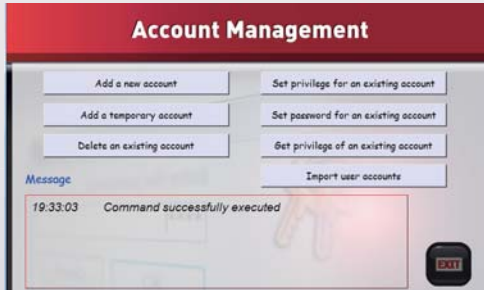 Account Management
Add a new account
Set privilege for an existing account
Add a temporary account
Set password for an existing account
Delete an existing account
Get privilege of an existing account
Import user accounts
Message
19:33:03 Command successfully executed
EXIT